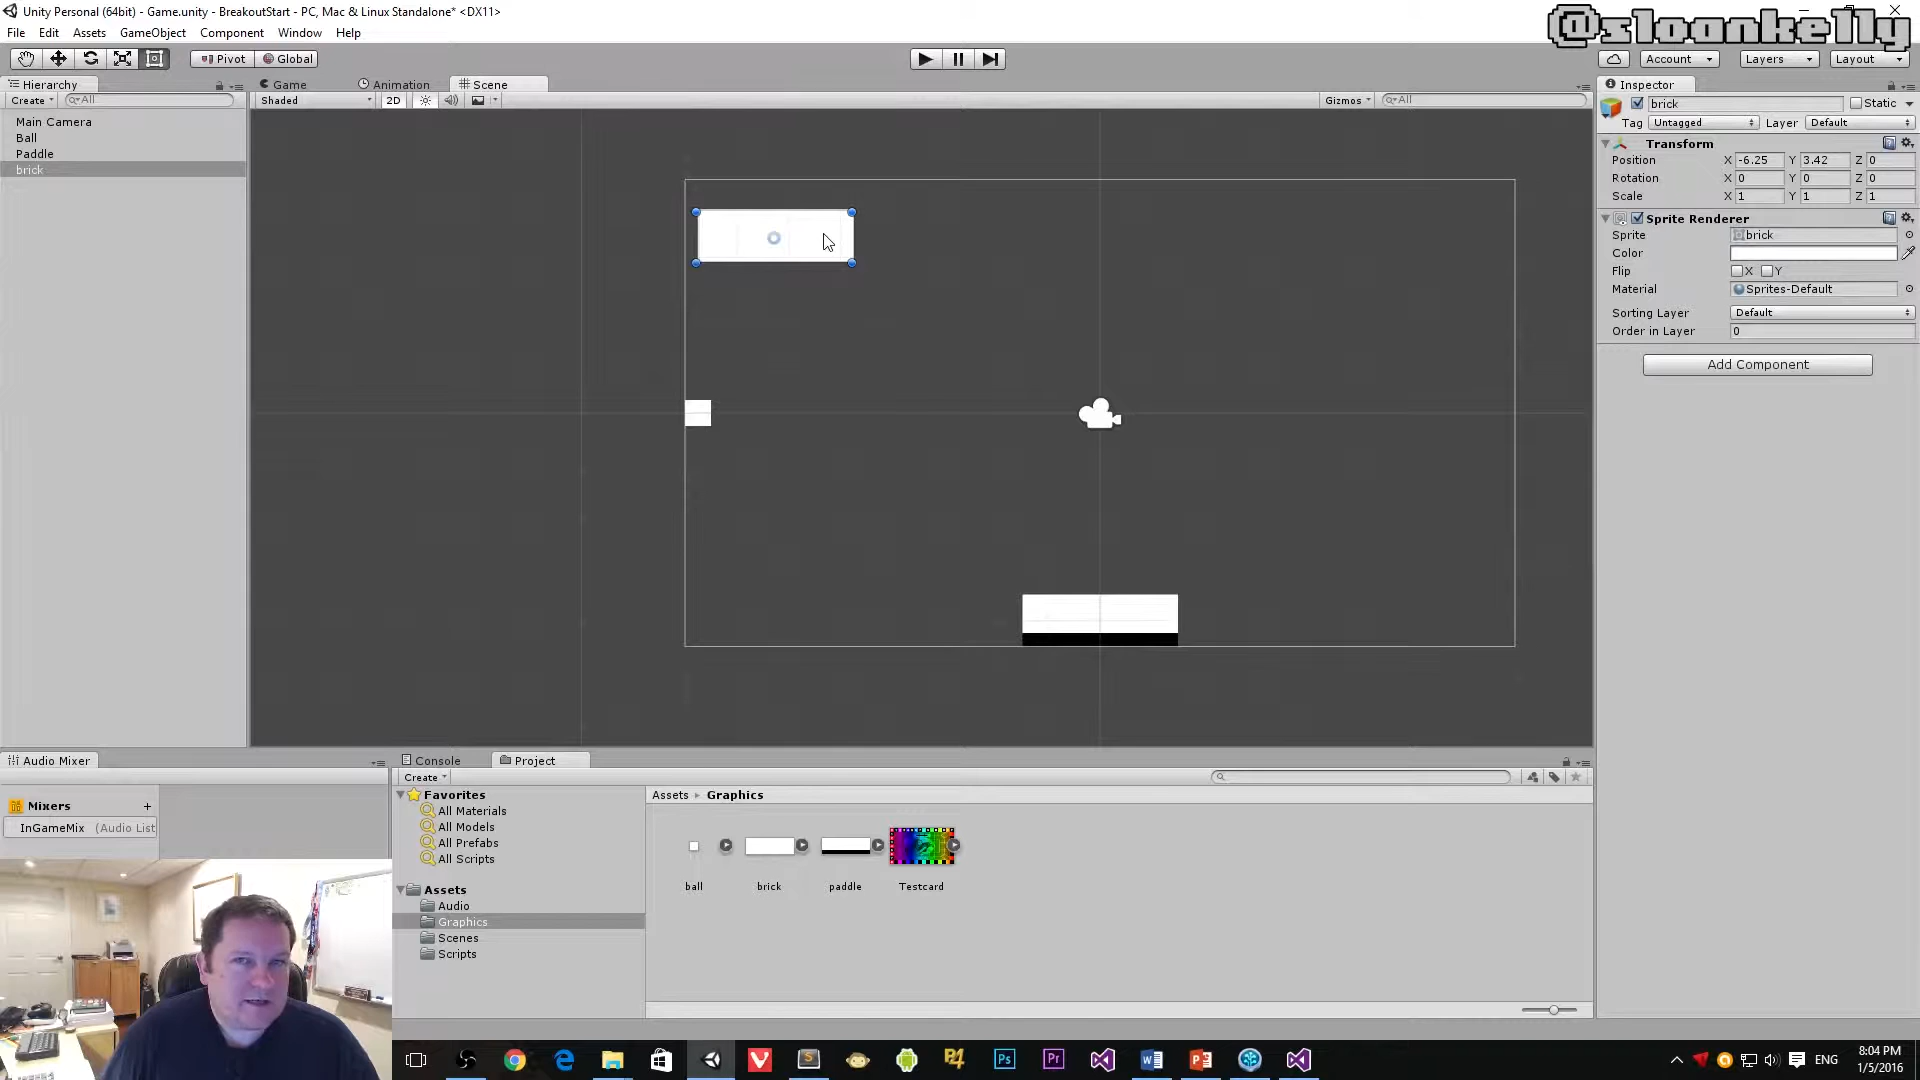 Unity Personal (64bit) - Game.unity - BreakoutStart - PC, Mac & Linux Standalone* <DX11>
@sloankelly
File Edit Assets GameObject Component Window Help
Pivot Global Account Layers Layout
Hierarchy Game Animation Scene Inspector
Create All Shaded 2D Gizmos All brick Static
Tag Untagged Layer Default
Main Camera
Ball
Paddle
brick
Transform
Position X -6.25 Y 3.42 Z 0
Rotation X 0 Y 0 Z 0
Scale X 1 Y 1 Z 1
Sprite Renderer
Sprite brick
Color
Flip X Y
Material Sprites-Default
Sorting Layer Default
Order in Layer 0
Add Component
Audio Mixer Console Project
Create
Mixers +
InGameMix (Audio List
Favorites
All Materials
All Models
All Prefabs
All Scripts
Assets
Audio
Graphics
Scenes
Scripts
Assets Graphics
ball brick paddle Testcard
Ps Pr
ENG
8:04 PM
1/5/2016